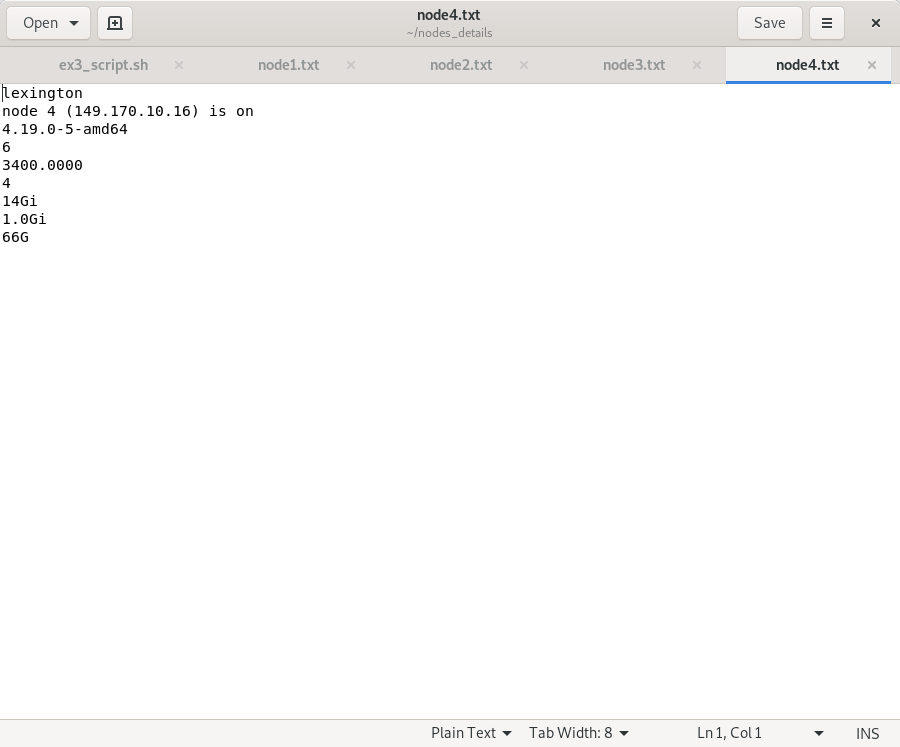 Open
node4.txt
~/nodes_details
Save
ex3_script.sh
node1.txt
node2.txt
node3.txt
node4.txt
lexington
node 4 (149.170.10.16) is on
4.19.0-5-amd64
6
3400.0000
4
14Gi
1.0Gi
66G
Plain Text
Tab Width: 8
Ln 1, Col 1
INS